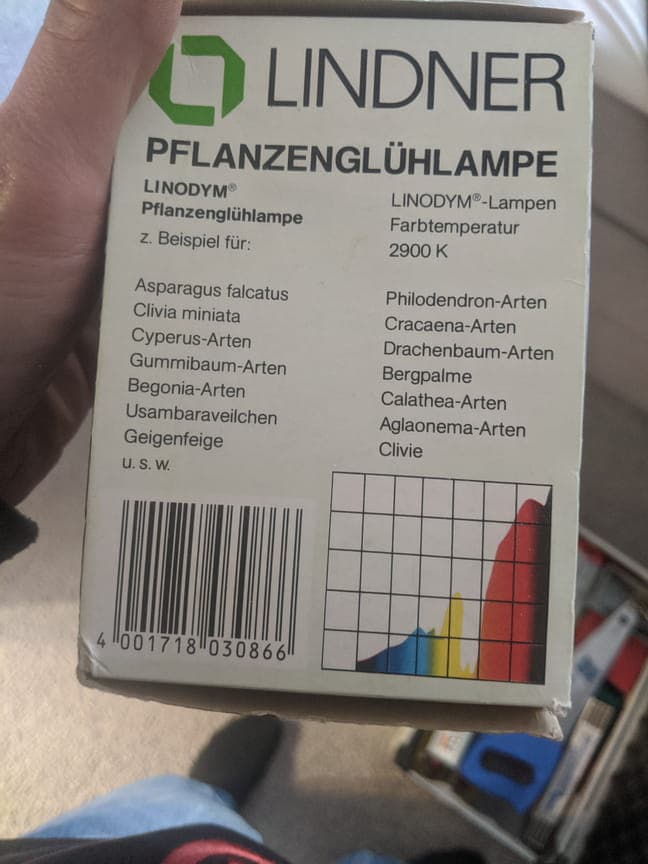 LINDNER
PFLANZENGLÜHLAMPE
LINODYM®
Pflanzenglühlampe
z. Beispiel für:
Asparagus falcatus
Clivia miniata
Cyperus-Arten
Gummibaum-Arten
Begonia-Arten
Usambaraveilchen
Geigenfeige
u. s. w.
LINODYM®-Lampen
Farbtemperatur
2900 K
Philodendron-Arten
Cracaena-Arten
Drachenbaum-Arten
Bergpalme
Calathea-Arten
Aglaonema-Arten
Clivie
4 001718 030866